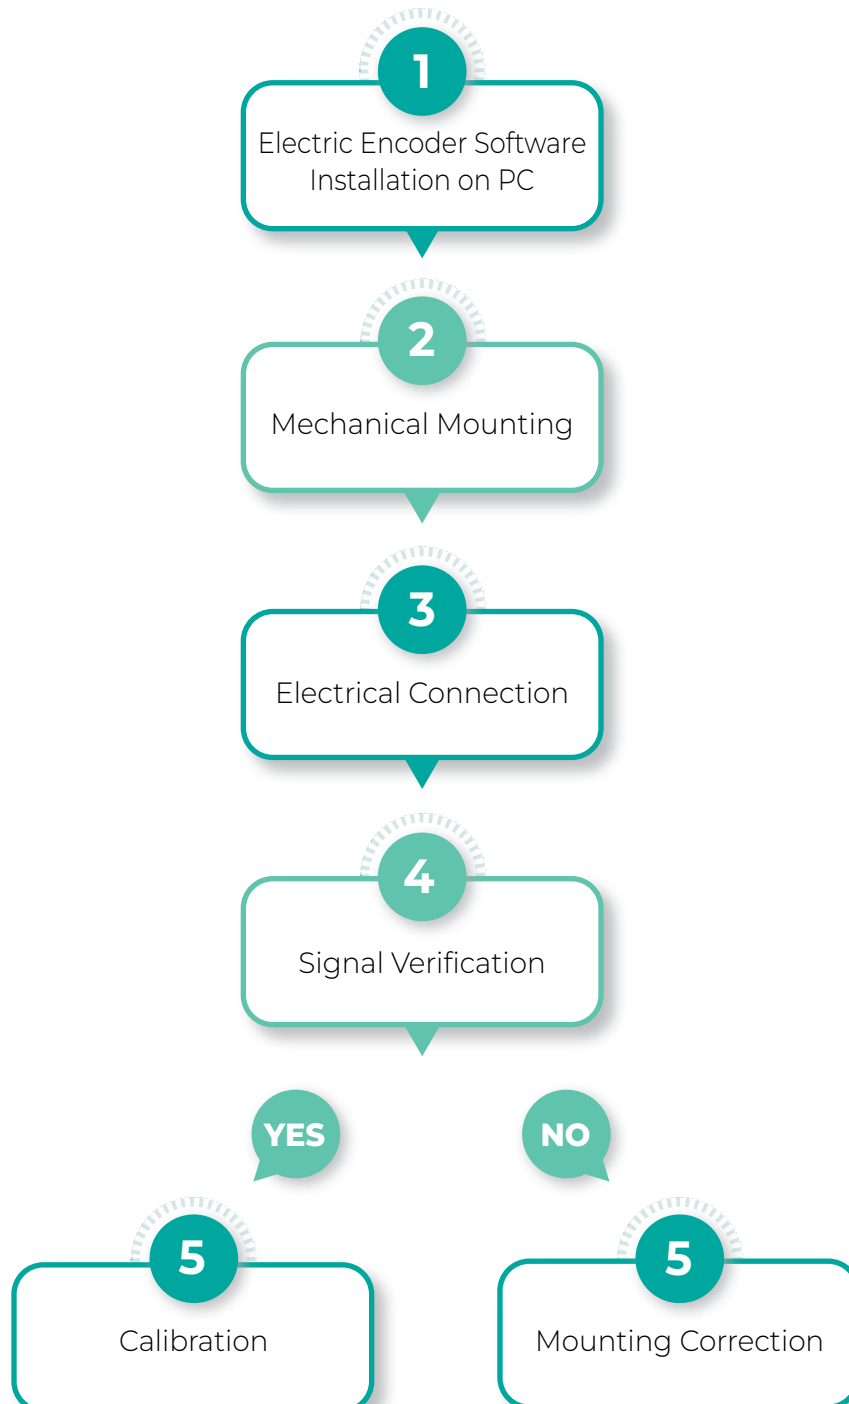 1
Electric Encoder Software
Installation on PC
2
Mechanical Mounting
3
Electrical Connection
4
Signal Verification
YES
NO
5
Calibration
5
Mounting Correction